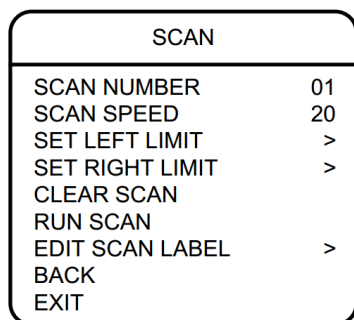 SCAN
SCAN NUMBER 01
SCAN SPEED 20
SET LEFT LIMIT >
SET RIGHT LIMIT >
CLEAR SCAN
RUN SCAN
EDIT SCAN LABEL >
BACK
EXIT